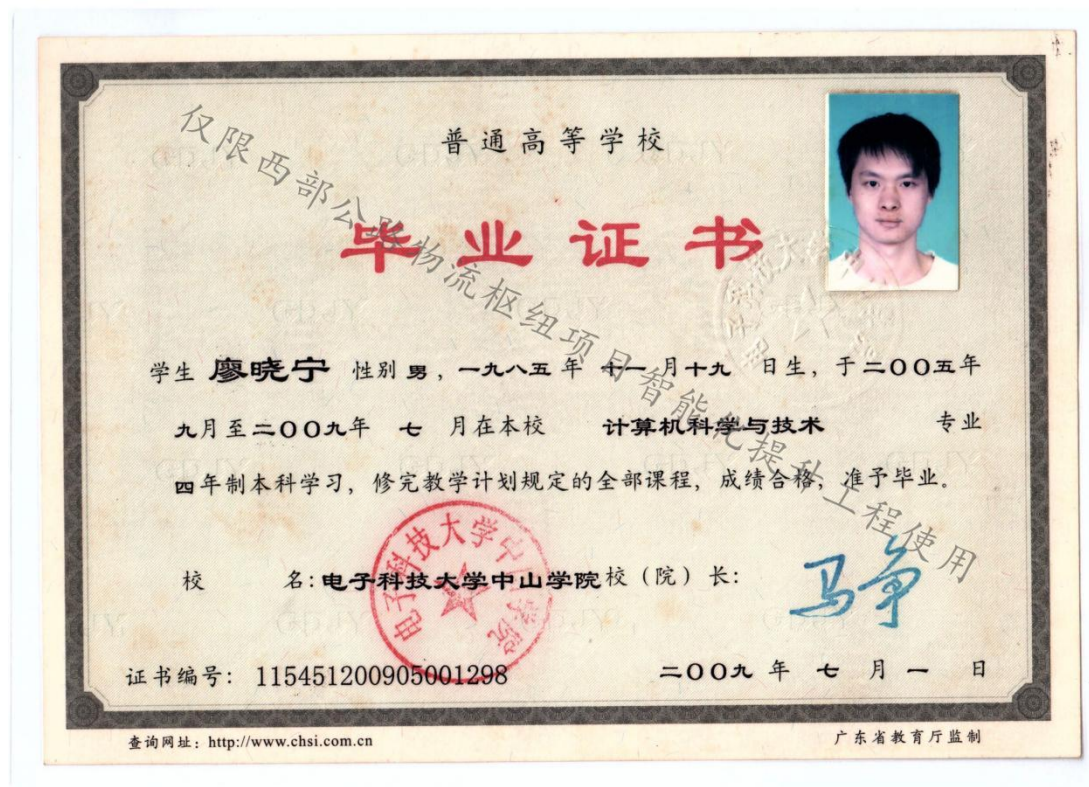 普通高等学校
毕业证书
学生 廖晓宁 性别 男，一九八五年 十一月十九 日生，于二〇〇五年
九月至二〇〇九年 七 月在本校 计算机科学与技术 专业
四年制本科学习，修完教学计划规定的全部课程，成绩合格，准予毕业。
校 名：电子科技大学中山学院校（院）长：
马争
证书编号： 115451200905001298
二〇〇九 年 七 月 一 日
查询网址：http://www.chsi.com.cn
广东省教育厅监制
仅限西部公路物流枢纽项目智能化提升工程使用
电子科技大学中山学院